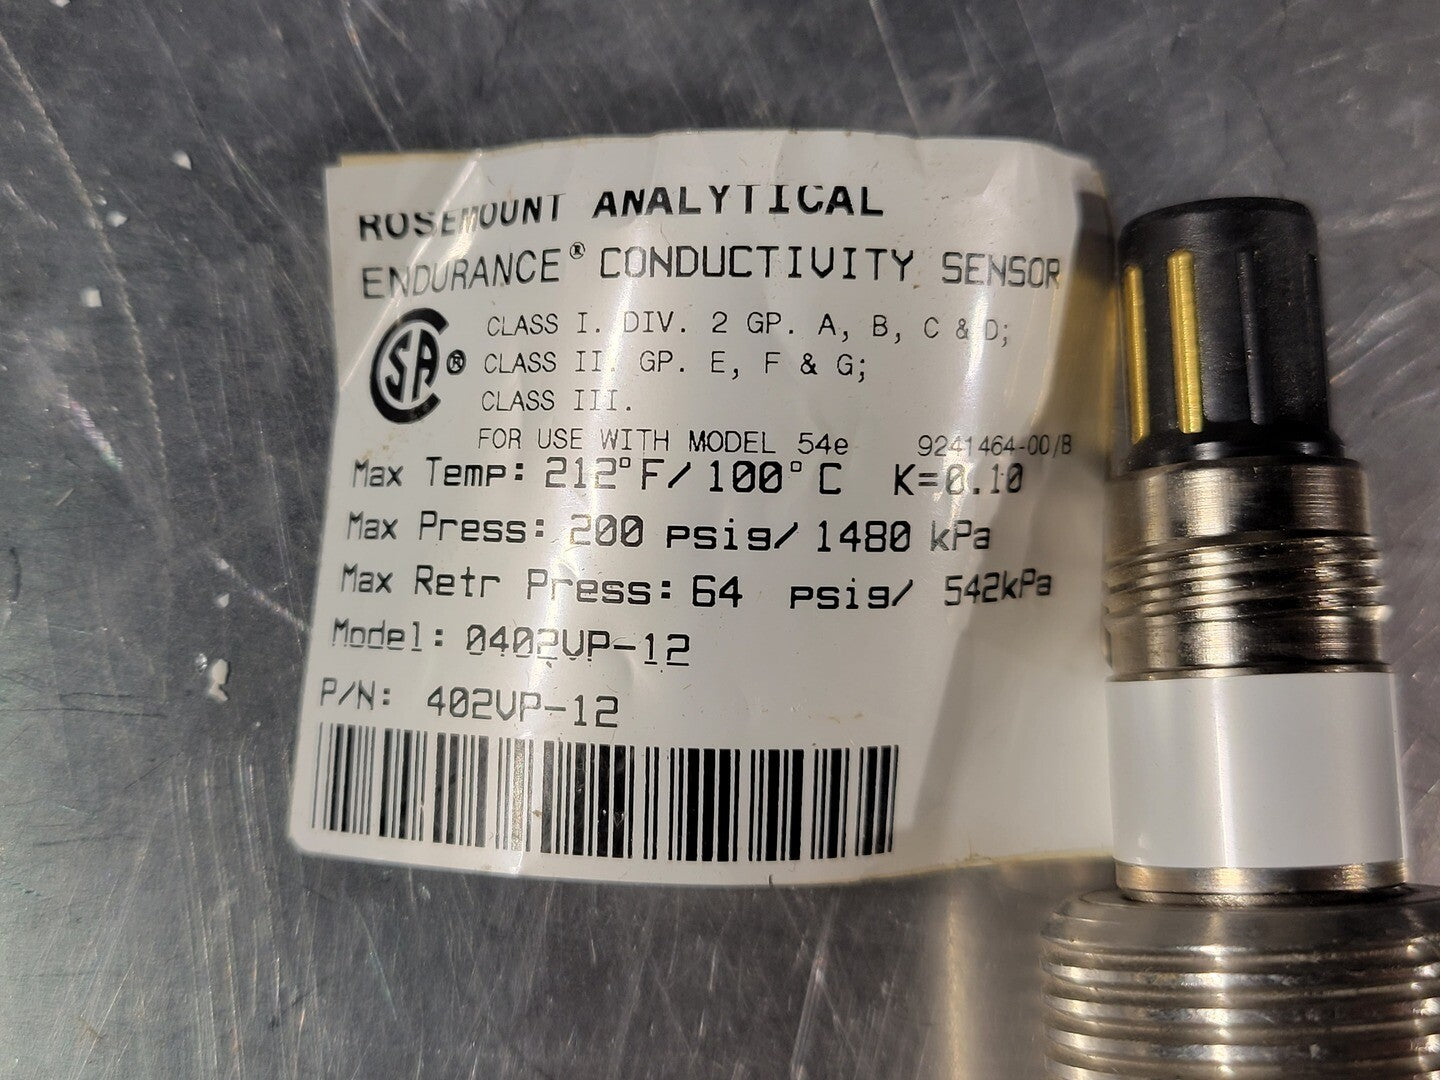 ROSEMOUNT ANALYTICAL
ENDURANCE® CONDUCTIVITY SENSOR
CLASS I. DIV. 2 GP. A, B, C & D;
CLASS II. GP. E, F & G;
CLASS III.
SA®
FOR USE WITH MODEL 54e 9241464-00/B
Max Temp: 212°F/100°C K=0.10
Max Press: 200 psig/1480 kPa
Max Retr Press: 64 psig/ 542kPa
Model: 0402VP-12
P/N: 402VP-12